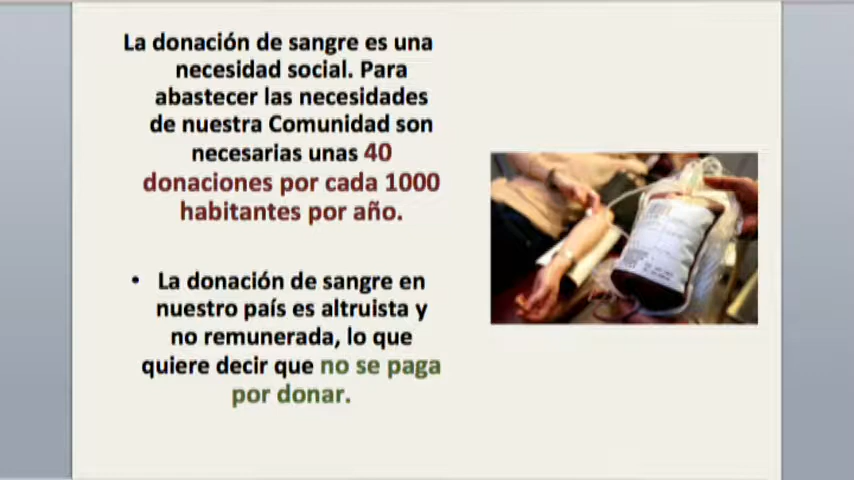 La donación de sangre es una
necesidad social. Para
abastecer las necesidades
de nuestra Comunidad son
necesarias unas 40
donaciones por cada 1000
habitantes por año.
• La donación de sangre en
nuestro país es altruista y
no remunerada, lo que
quiere decir que no se paga
por donar.